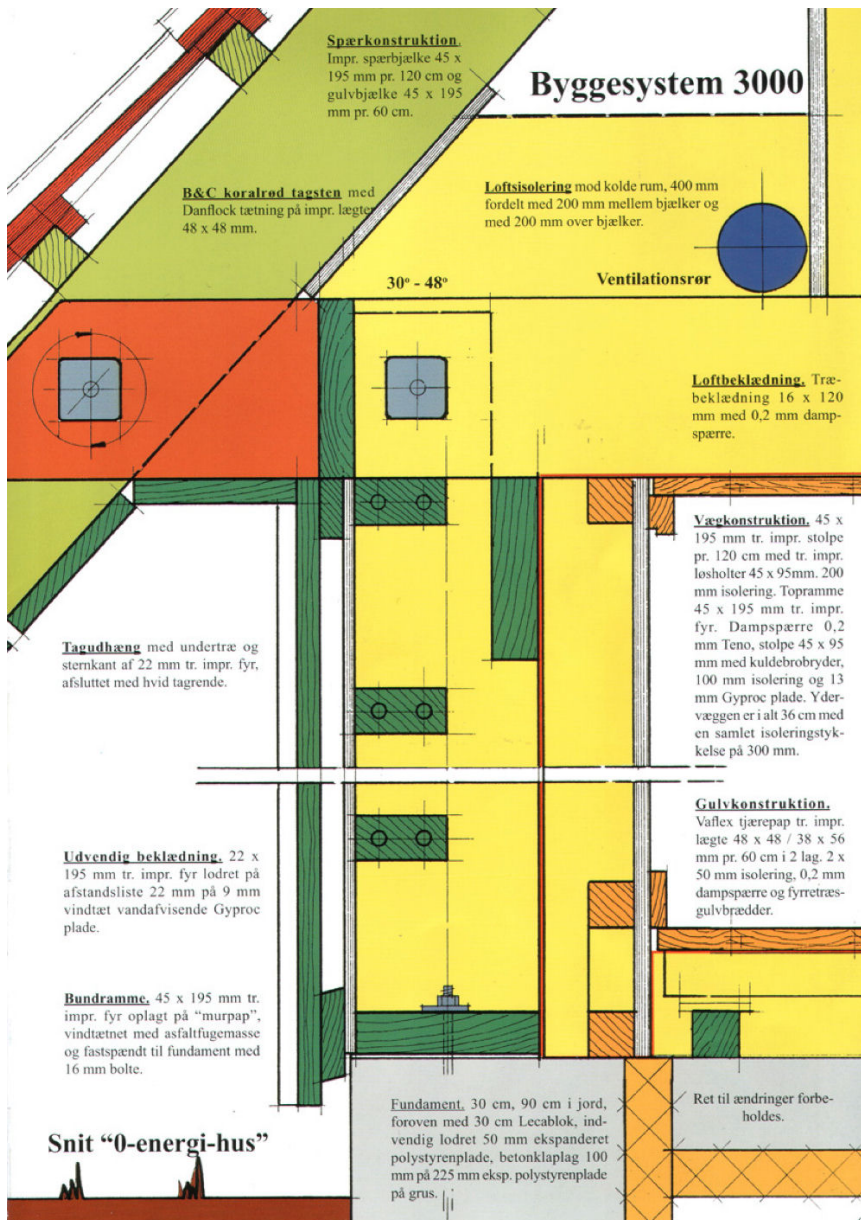 Byggesystem 3000
Spærkonstruktion.
Impr. spærbjælke 45 x
195 mm pr. 120 cm og
gulvbjælke 45 x 195
mm pr. 60 cm.
B&C koralrød tagsten med
Danflock tætning på impr. lægter
48 x 48 mm.
Loftsisolering mod kolde rum, 400 mm
fordelt med 200 mm mellem bjælker og
med 200 mm over bjælker.
30° - 48°
Ventilationsrør
Loftbeklædning. Træ-
beklædning 16 x 120
mm med 0,2 mm damp-
spærre.
Vægkonstruktion. 45 x
195 mm tr. impr. stolpe
pr. 120 cm med tr. impr.
løsholter 45 x 95mm. 200
mm isolering. Topramme
45 x 195 mm tr. impr.
fyr. Dampspærre 0,2
mm Teno, stolpe 45 x 95
mm med kuldebrobryder,
100 mm isolering og 13
mm Gyproc plade. Yder-
væggen er i alt 36 cm med
en samlet isoleringstyk-
kelse på 300 mm.
Tagudhæng med undertræ og
sternkant af 22 mm tr. impr. fyr,
afsluttet med hvid tagrende.
Gulvkonstruktion.
Vaflex tjærepap tr. impr.
lægte 48 x 48 / 38 x 56
mm pr. 60 cm i 2 lag. 2 x
50 mm isolering, 0,2 mm
dampspærre og fyrretræs-
gulvbrædder.
Udvendig beklædning. 22 x
195 mm tr. impr. fyr lodret på
afstandsliste 22 mm på 9 mm
vindtæt vandafvisende Gyproc
plade.
Bundramme. 45 x 195 mm tr.
impr. fyr oplagt på “murpap”,
vindtætnet med asfaltfugemasse
og fastspændt til fundament med
16 mm bolte.
Fundament. 30 cm, 90 cm i jord,
foroven med 30 cm Lecablok, ind-
vendig lodret 50 mm ekspanderet
polystyrenplade, betonklaplag 100
mm på 225 mm eksp. polystyrenplade
på grus.
Ret til ændringer forbe-
holdes.
Snit “0-energi-hus”